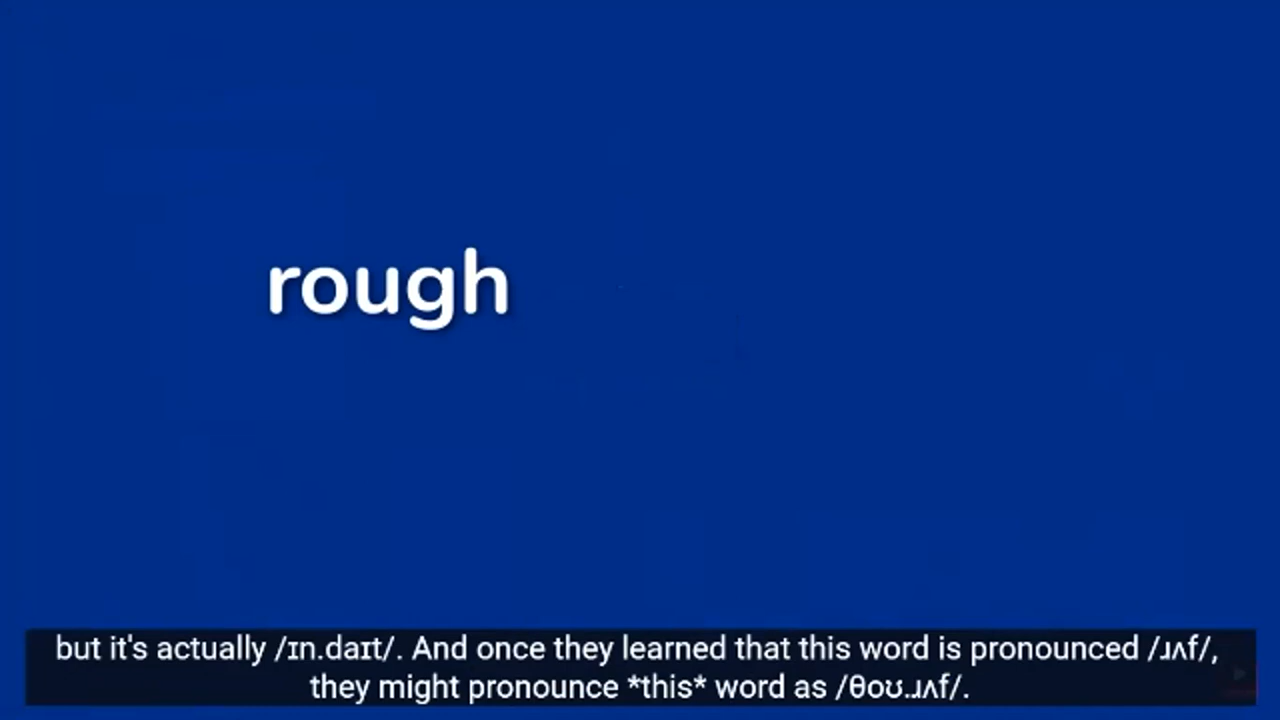 rough
but it's actually /ɪn.daɪt/. And once they learned that this word is pronounced /ɹʌf/,
they might pronounce *this* word as /θoʊ.ɹʌf/.